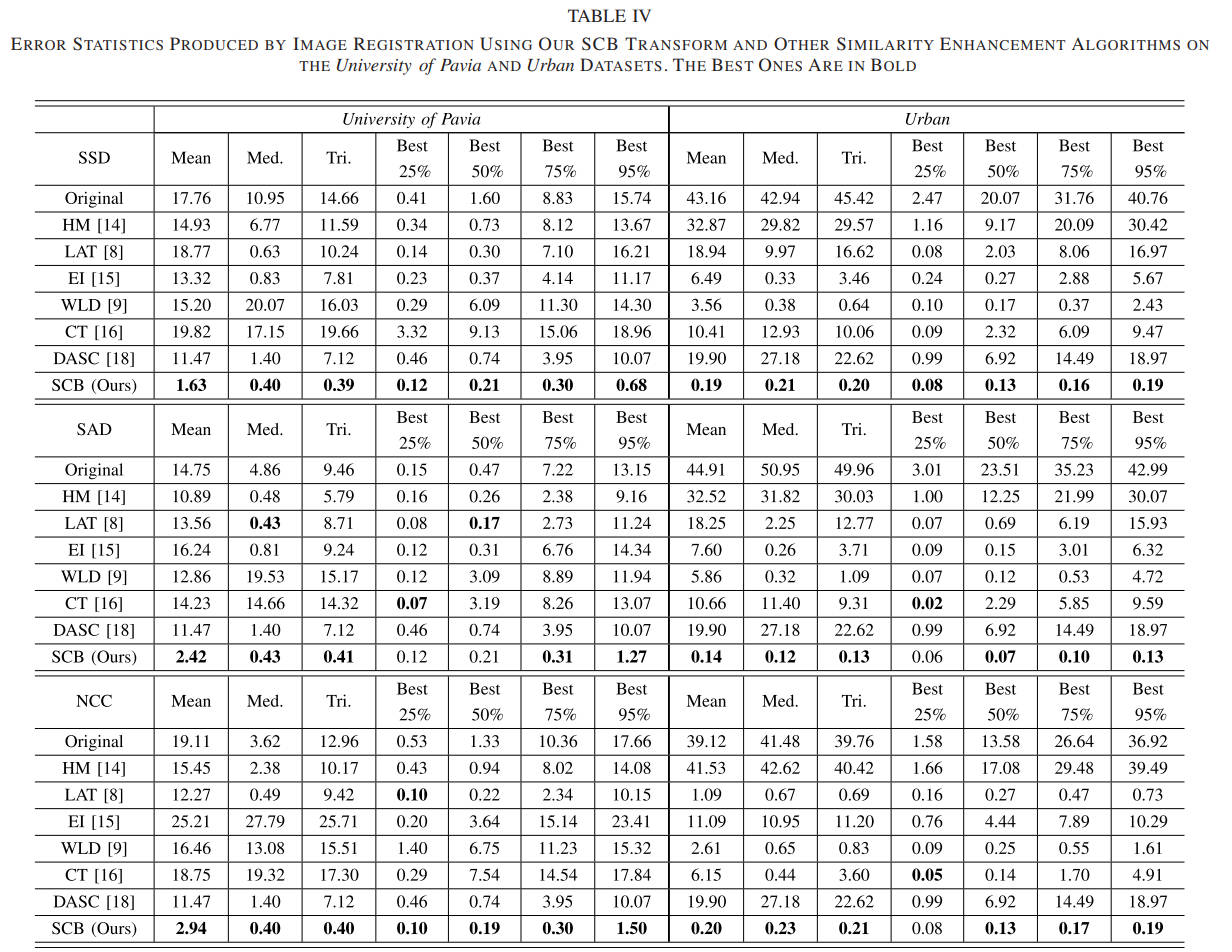 TABLE IV
ERROR STATISTICS PRODUCED BY IMAGE REGISTRATION USING OUR SCB TRANSFORM AND OTHER SIMILARITY ENHANCEMENT ALGORITHMS ON
THE University of Pavia AND Urban DATASETS. THE BEST ONES ARE IN BOLD
University of Pavia Urban
SSD Mean Med. Tri. Best 25% Best 50% Best 75% Best 95% Mean Med. Tri. Best 25% Best 50% Best 75% Best 95%
Original 17.76 10.95 14.66 0.41 1.60 8.83 15.74 43.16 42.94 45.42 2.47 20.07 31.76 40.76
HM [14] 14.93 6.77 11.59 0.34 0.73 8.12 13.67 32.87 29.82 29.57 1.16 9.17 20.09 30.42
LAT [8] 18.77 0.63 10.24 0.14 0.30 7.10 16.21 18.94 9.97 16.62 0.08 2.03 8.06 16.97
EI [15] 13.32 0.83 7.81 0.23 0.37 4.14 11.17 6.49 0.33 3.46 0.24 0.27 2.88 5.67
WLD [9] 15.20 20.07 16.03 0.29 6.09 11.30 14.30 3.56 0.38 0.64 0.10 0.17 0.37 2.43
CT [16] 19.82 17.15 19.66 3.32 9.13 15.06 18.96 10.41 12.93 10.06 0.09 2.32 6.09 9.47
DASC [18] 11.47 1.40 7.12 0.46 0.74 3.95 10.07 19.90 27.18 22.62 0.99 6.92 14.49 18.97
SCB (Ours) 1.63 0.40 0.39 0.12 0.21 0.30 0.68 0.19 0.21 0.20 0.08 0.13 0.16 0.19
SAD Mean Med. Tri. Best 25% Best 50% Best 75% Best 95% Mean Med. Tri. Best 25% Best 50% Best 75% Best 95%
Original 14.75 4.86 9.46 0.15 0.47 7.22 13.15 44.91 50.95 49.96 3.01 23.51 35.23 42.99
HM [14] 10.89 0.48 5.79 0.16 0.26 2.38 9.16 32.52 31.82 30.03 1.00 12.25 21.99 30.07
LAT [8] 13.56 0.43 8.71 0.08 0.17 2.73 11.24 18.25 2.25 12.77 0.07 0.69 6.19 15.93
EI [15] 16.24 0.81 9.24 0.12 0.31 6.76 14.34 7.60 0.26 3.71 0.09 0.15 3.01 6.32
WLD [9] 12.86 19.53 15.17 0.12 3.09 8.89 11.94 5.86 0.32 1.09 0.07 0.12 0.53 4.72
CT [16] 14.23 14.66 14.32 0.07 3.19 8.26 13.07 10.66 11.40 9.31 0.02 2.29 5.85 9.59
DASC [18] 11.47 1.40 7.12 0.46 0.74 3.95 10.07 19.90 27.18 22.62 0.99 6.92 14.49 18.97
SCB (Ours) 2.42 0.43 0.41 0.12 0.21 0.31 1.27 0.14 0.12 0.13 0.06 0.07 0.10 0.13
NCC Mean Med. Tri. Best 25% Best 50% Best 75% Best 95% Mean Med. Tri. Best 25% Best 50% Best 75% Best 95%
Original 19.11 3.62 12.96 0.53 1.33 10.36 17.66 39.12 41.48 39.76 1.58 13.58 26.64 36.92
HM [14] 15.45 2.38 10.17 0.43 0.94 8.02 14.08 41.53 42.62 40.42 1.66 17.08 29.48 39.49
LAT [8] 12.27 0.49 9.42 0.10 0.22 2.34 10.15 1.09 0.67 0.69 0.16 0.27 0.47 0.73
EI [15] 25.21 27.79 25.71 0.20 3.64 15.14 23.41 11.09 10.95 11.20 0.76 4.44 7.89 10.29
WLD [9] 16.46 13.08 15.51 1.40 6.75 11.23 15.32 2.61 0.65 0.83 0.09 0.25 0.55 1.61
CT [16] 18.75 19.32 17.30 0.29 7.54 14.54 17.84 6.15 0.44 3.60 0.05 0.14 1.70 4.91
DASC [18] 11.47 1.40 7.12 0.46 0.74 3.95 10.07 19.90 27.18 22.62 0.99 6.92 14.49 18.97
SCB (Ours) 2.94 0.40 0.40 0.10 0.19 0.30 1.50 0.20 0.23 0.21 0.08 0.13 0.17 0.19